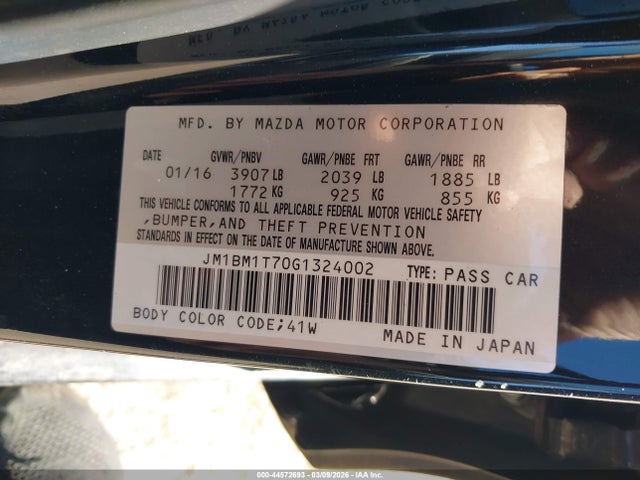 MFD. BY MAZDA MOTOR CORPORATION
DATE GVWR/PNBV GAWR/PNBE FRT GAWR/PNBE RR
01/16 3907 LB 2039 LB 1885 LB
1772 KG 925 KG 855 KG
THIS VEHICLE CONFORMS TO ALL APPLICABLE FEDERAL MOTOR VEHICLE SAFETY
,BUMPER,AND THEFT PREVENTION
STANDARDS IN EFFECT ON THE DATE OF MANUFACTURE SHOWN ABOVE.
JM1BM1T70G1324002 TYPE: PASS CAR
BODY COLOR CODE;41W MADE IN JAPAN
000-44572693 | 03/09/2026 - IAA Inc.